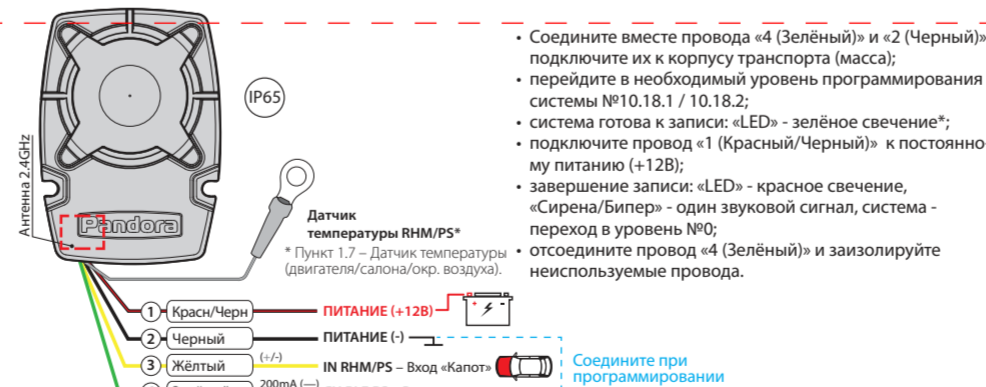 • Соедините вместе провода «4 (Зелёный)» и «2 (Черный)»
подключите их к корпусу транспорта (масса);
• перейдите в необходимый уровень программирования
системы №10.18.1 / 10.18.2;
• система готова к записи: «LED» - зелёное свечение*;
• подключите провод «1 (Красный/Черный)» к постоянно-
му питанию (+12В);
• завершение записи: «LED» - красное свечение,
«Сирена/Бипер» - один звуковой сигнал, система -
переход в уровень №0;
• отсоедините провод «4 (Зелёный)» и заизолируйте
неиспользуемые провода.
IP65
Антенна 2.4GHz
Pandora
Датчик
температуры RHM/PS*
* Пункт 1.7 – Датчик температуры
(двигателя/салона/окр. воздуха).
1 Красн/Черн ПИТАНИЕ (+12В)
2 Черный ПИТАНИЕ (-)
3 Жёлтый (+/-) IN RHM/PS – Вход «Капот»
200mA (—)
Соедините при
программировании